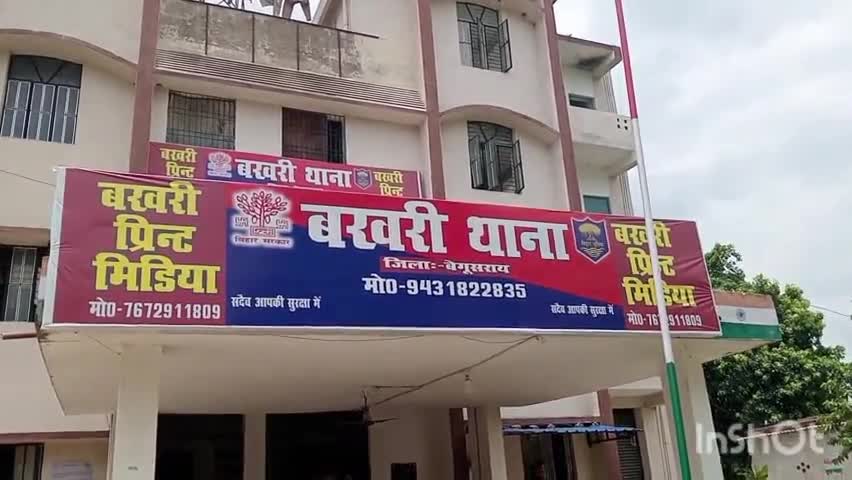 बखरी प्रिन्ट
बखरी थाना
बखरी प्रिन्ट
बखरी
प्रिन्ट
मिडिया
मो0-7672911809
बिहार सरकार
बखरी थाना
जिला:-बेगूसराय
मो0-9431822835
सदैव आपकी सुरक्षा में
सदैव आपकी सुरक्षा में
बिहार पुलिस
बखरी
प्रिन्ट
मिडिया
मो0-7672911809
InShOt